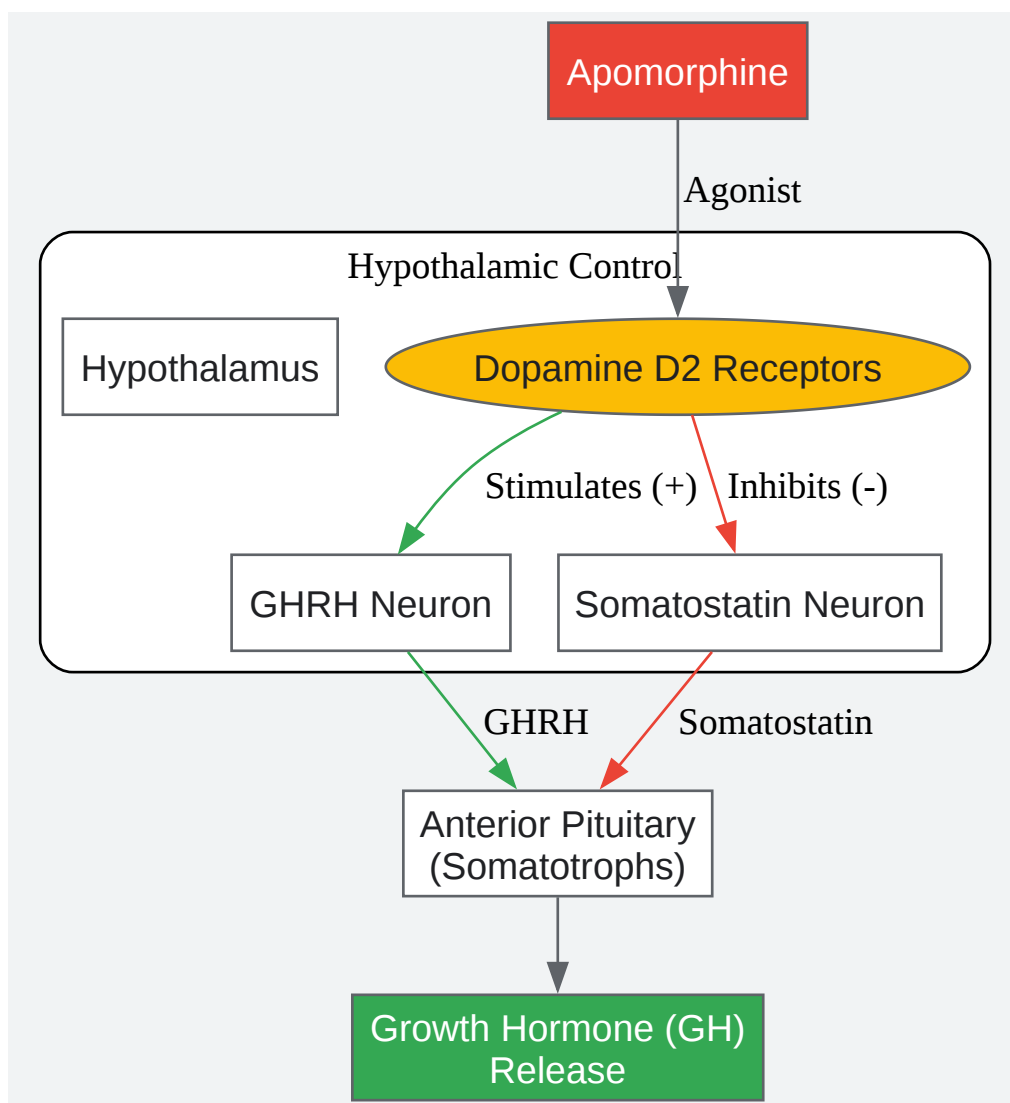 Apomorphine
Agonist
Hypothalamic Control
Hypothalamus
Dopamine D2 Receptors
Stimulates (+)
Inhibits (-)
GHRH Neuron
Somatostatin Neuron
GHRH
Somatostatin
Anterior Pituitary
(Somatotrophs)
Growth Hormone (GH)
Release